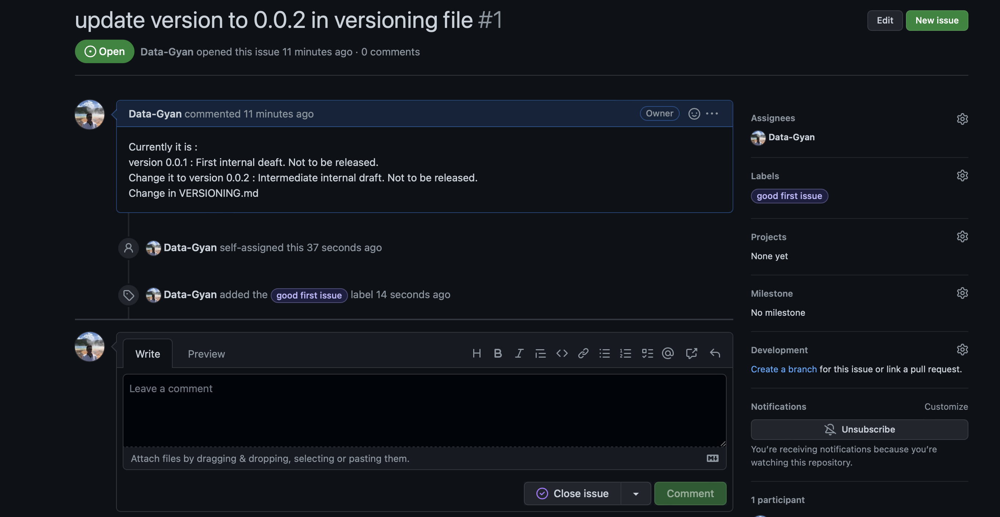 update version to 0.0.2 in versioning file #1
Edit
New issue
Open
Data-Gyan opened this issue 11 minutes ago · 0 comments
Data-Gyan commented 11 minutes ago
Owner
Currently it is :
version 0.0.1 : First internal deaft. Not to be released.
Change it to version 0.0.2 : Intermediate internal draft. Not to be released.
Change in VERSIONING.md
Data-Gyan self-assigned this 37 seconds ago
Data-Gyan added the good first issue label 14 seconds ago
Write
Preview
Leave a comment
Attach files by dragging & dropping, selecting or pasting them.
Close issue
Comment
Assignees
Data-Gyan
Labels
good first issue
Projects
None yet
Milestone
No milestone
Development
Create a branch for this issue or link a pull request.
Notifications
Customize
Unsubscribe
You’re receiving notifications because you’re
watching this repository.
1 participant